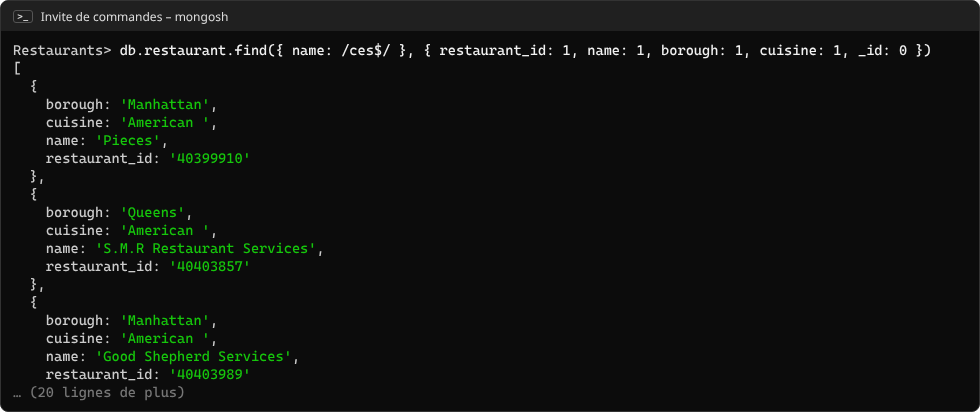 Invite de commandes – mongosh
Restaurants> db.restaurant.find({ name: /ces$/ }, { restaurant_id: 1, name: 1, borough: 1, cuisine: 1, _id: 0 })
[
  {
    borough: 'Manhattan',
    cuisine: 'American ',
    name: 'Pieces',
    restaurant_id: '40399910'
  },
  {
    borough: 'Queens',
    cuisine: 'American ',
    name: 'S.M.R Restaurant Services',
    restaurant_id: '40403857'
  },
  {
    borough: 'Manhattan',
    cuisine: 'American ',
    name: 'Good Shepherd Services',
    restaurant_id: '40403989'
… (20 lignes de plus)